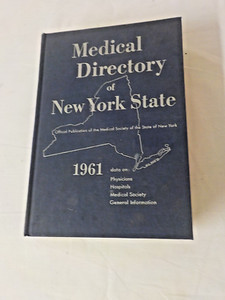 Medical
Directory
of
New York State
Official Publication of the Medical Society of the State of New York
1961
data on:
Physicians
Hospitals
Medical Society
General Information